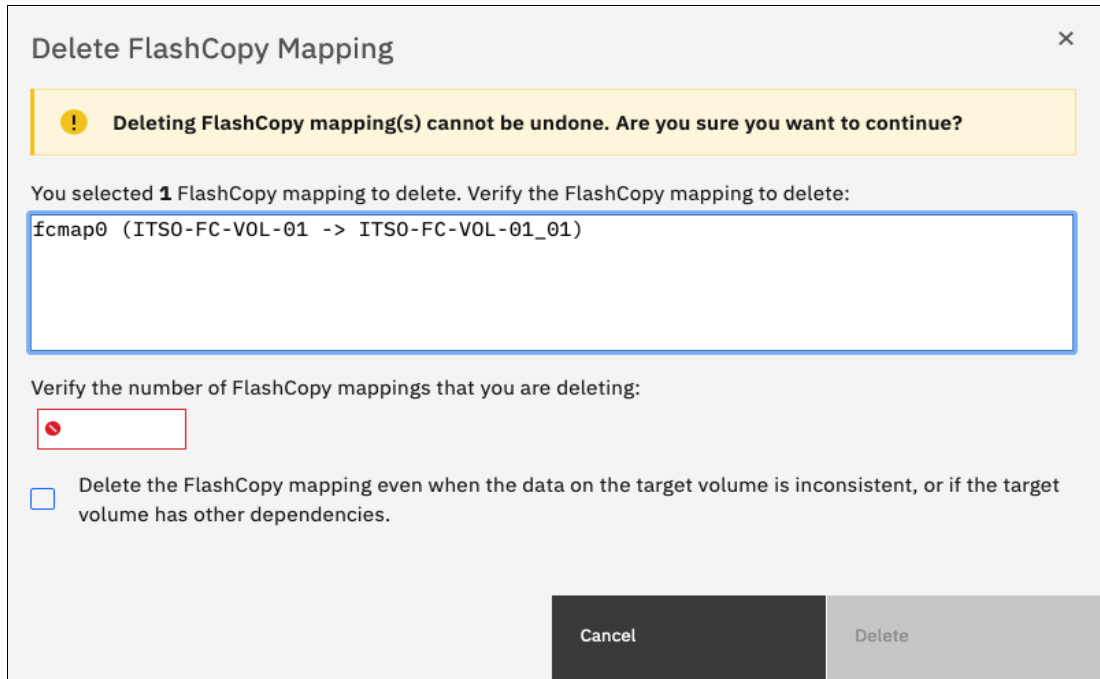 Delete FlashCopy Mapping
Deleting FlashCopy mapping(s) cannot be undone. Are you sure you want to continue?
You selected 1 FlashCopy mapping to delete. Verify the FlashCopy mapping to delete:
fcmap0 (ITSO-FC-VOL-01 -> ITSO-FC-VOL-01_01)
Verify the number of FlashCopy mappings that you are deleting:
Delete the FlashCopy mapping even when the data on the target volume is inconsistent, or if the target
volume has other dependencies.
Cancel
Delete